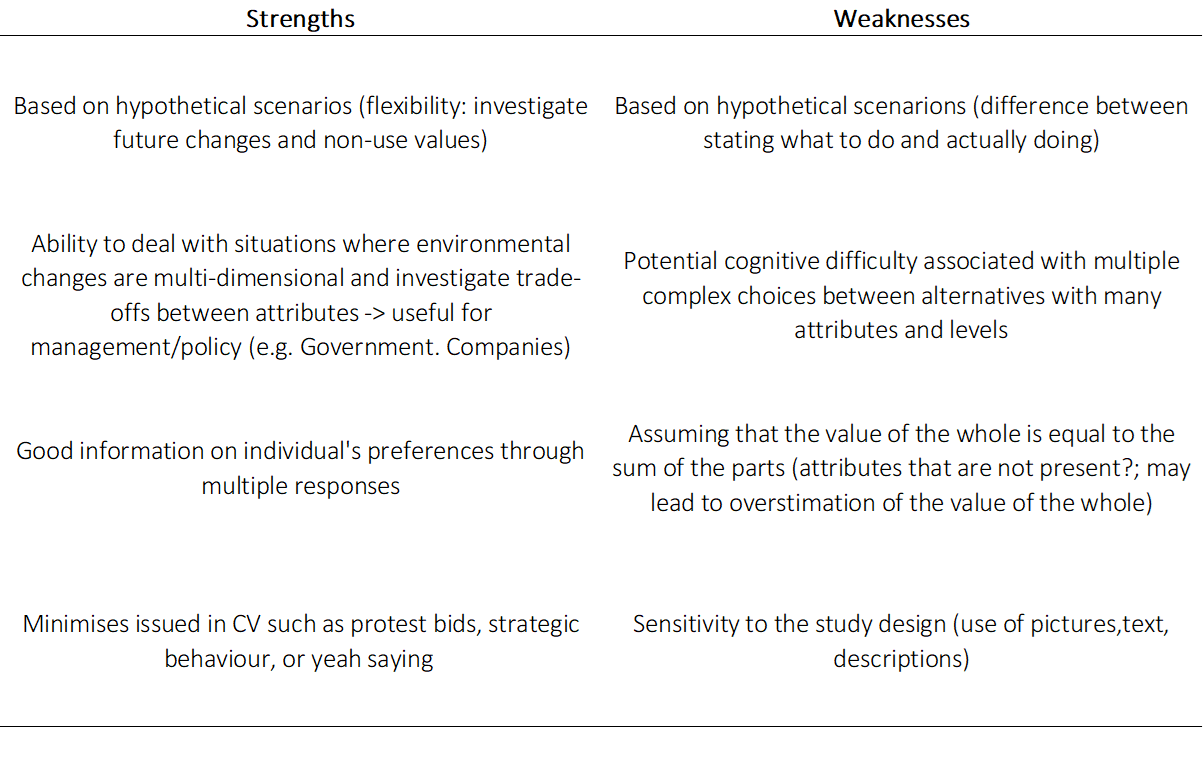 Strengths
Weaknesses
Based on hypothetical scenarios (flexibility: investigate
future changes and non-use values)
Based on hypothetical scenarions (difference between
stating what to do and actually doing)
Ability to deal with situations where environmental
changes are multi-dimensional and investigate trade-
offs between attributes -> useful for
management/policy (e.g. Government. Companies)
Potential cognitive difficulty associated with multiple
complex choices between alternatives with many
attributes and levels
Good information on individual's preferences through
multiple responses
Assuming that the value of the whole is equal to the
sum of the parts (attributes that are not present?; may
lead to overstimation of the value of the whole)
Minimises issued in CV such as protest bids, strategic
behaviour, or yeah saying
Sensitivity to the study design (use of pictures,text,
descriptions)